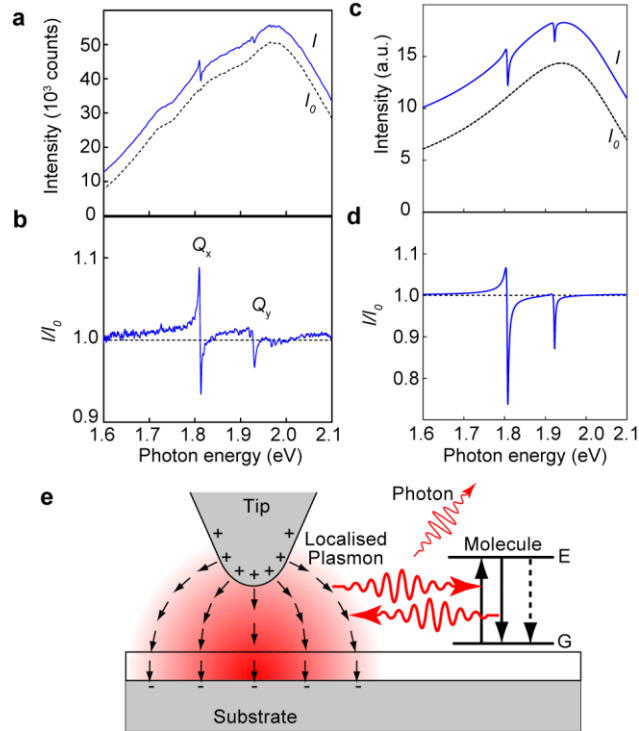 a
Intensity (10³ counts)
50
40
30
20
10
0
I
I₀
b
I/I₀
1.1
1.0
0.9
Qₓ
Qᵧ
1.6 1.7 1.8 1.9 2.0 2.1
Photon energy (eV)
c
Intensity (a.u.)
15
10
5
0
I
I₀
d
I/I₀
1.1
1.0
0.9
0.8
0.7
1.6 1.7 1.8 1.9 2.0 2.1
Photon energy (eV)
e
Photon
Tip
Localised
Plasmon
Molecule
E
G
+ + + + + + +
- - - - -
Substrate